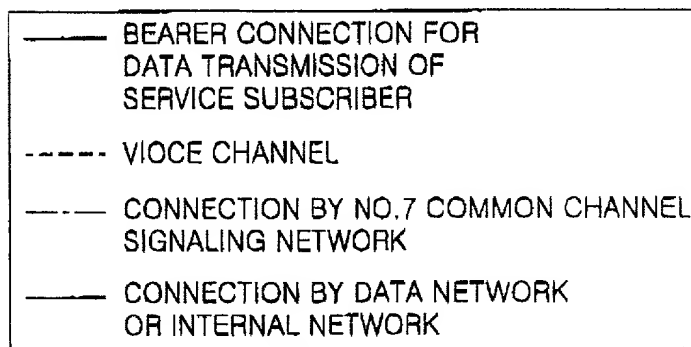 BEARER CONNECTION FOR
DATA TRANSMISSION OF
SERVICE SUBSCRIBER
VIOCE CHANNEL
CONNECTION BY NO.7 COMMON CHANNEL
SIGNALING NETWORK
CONNECTION BY DATA NETWORK
OR INTERNAL NETWORK